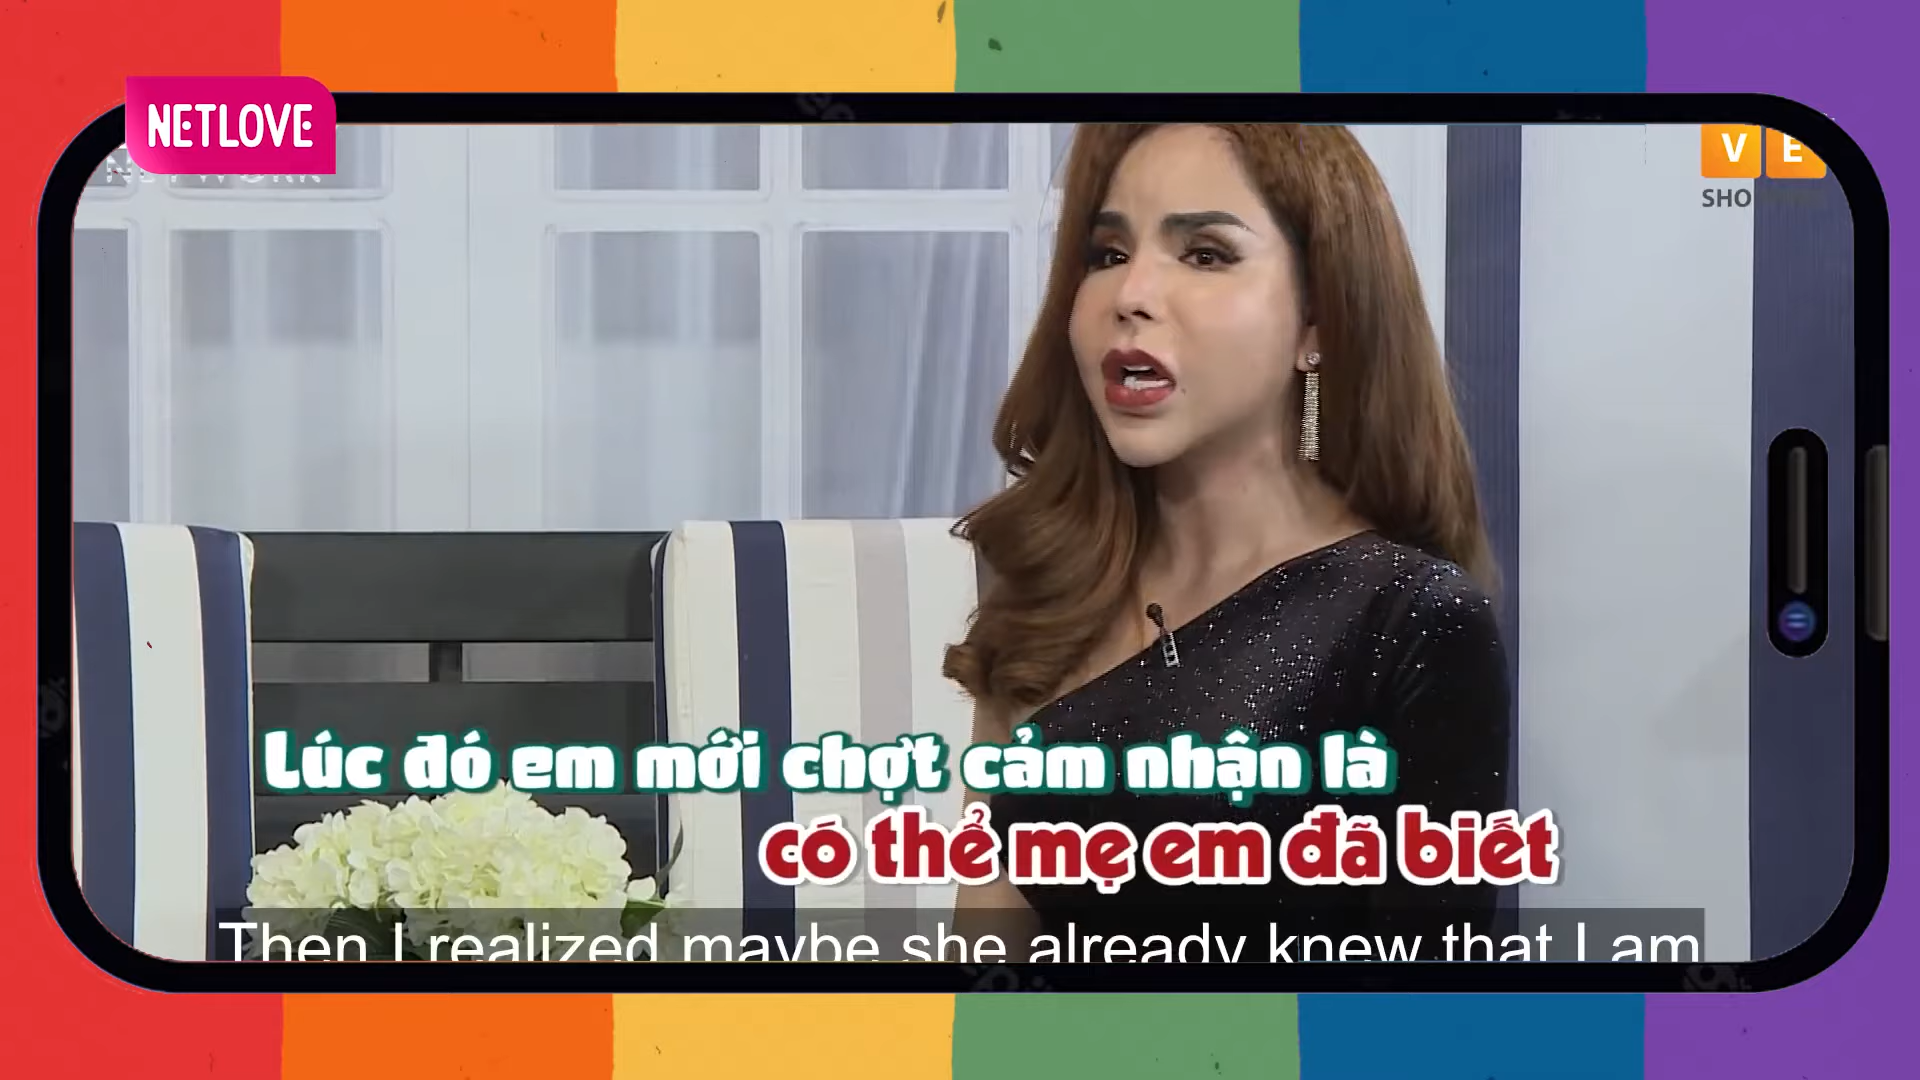 NETLOVE
NETWORK
V E
SHO
Lúc đó em mới chợt cảm nhận là
có thể mẹ em đã biết
Then I realized maybe she already knew that I am